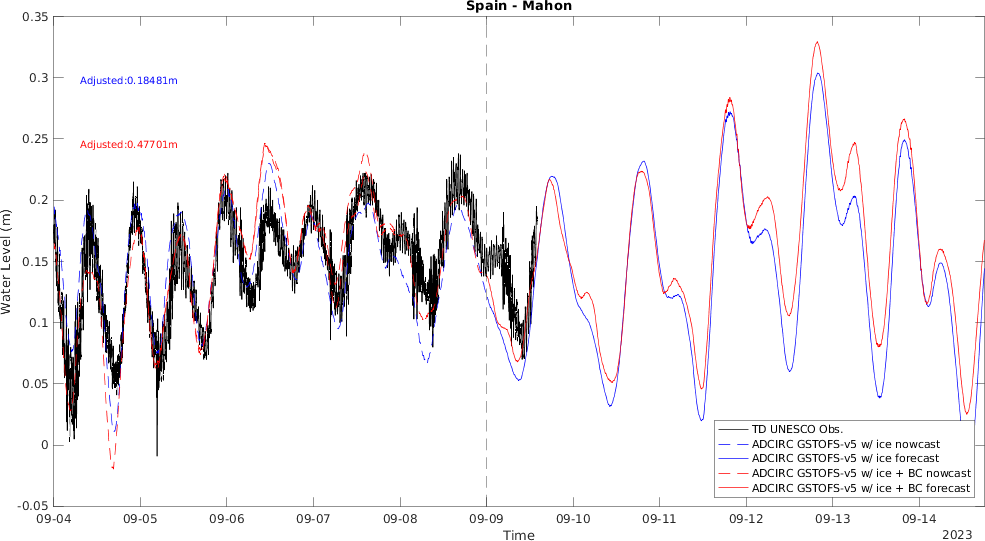 Spain - Mahon
0.35
0.3
0.25
0.2
0.15
0.1
0.05
0
-0.05
Water Level (m)
Adjusted:0.18481m
Adjusted:0.47701m
TD UNESCO Obs.
ADCIRC GSTOFS-v5 w/ ice nowcast
ADCIRC GSTOFS-v5 w/ ice forecast
ADCIRC GSTOFS-v5 w/ ice + BC nowcast
ADCIRC GSTOFS-v5 w/ ice + BC forecast
09-04 09-05 09-06 09-07 09-08 09-09 09-10 09-11 09-12 09-13 09-14
Time
2023